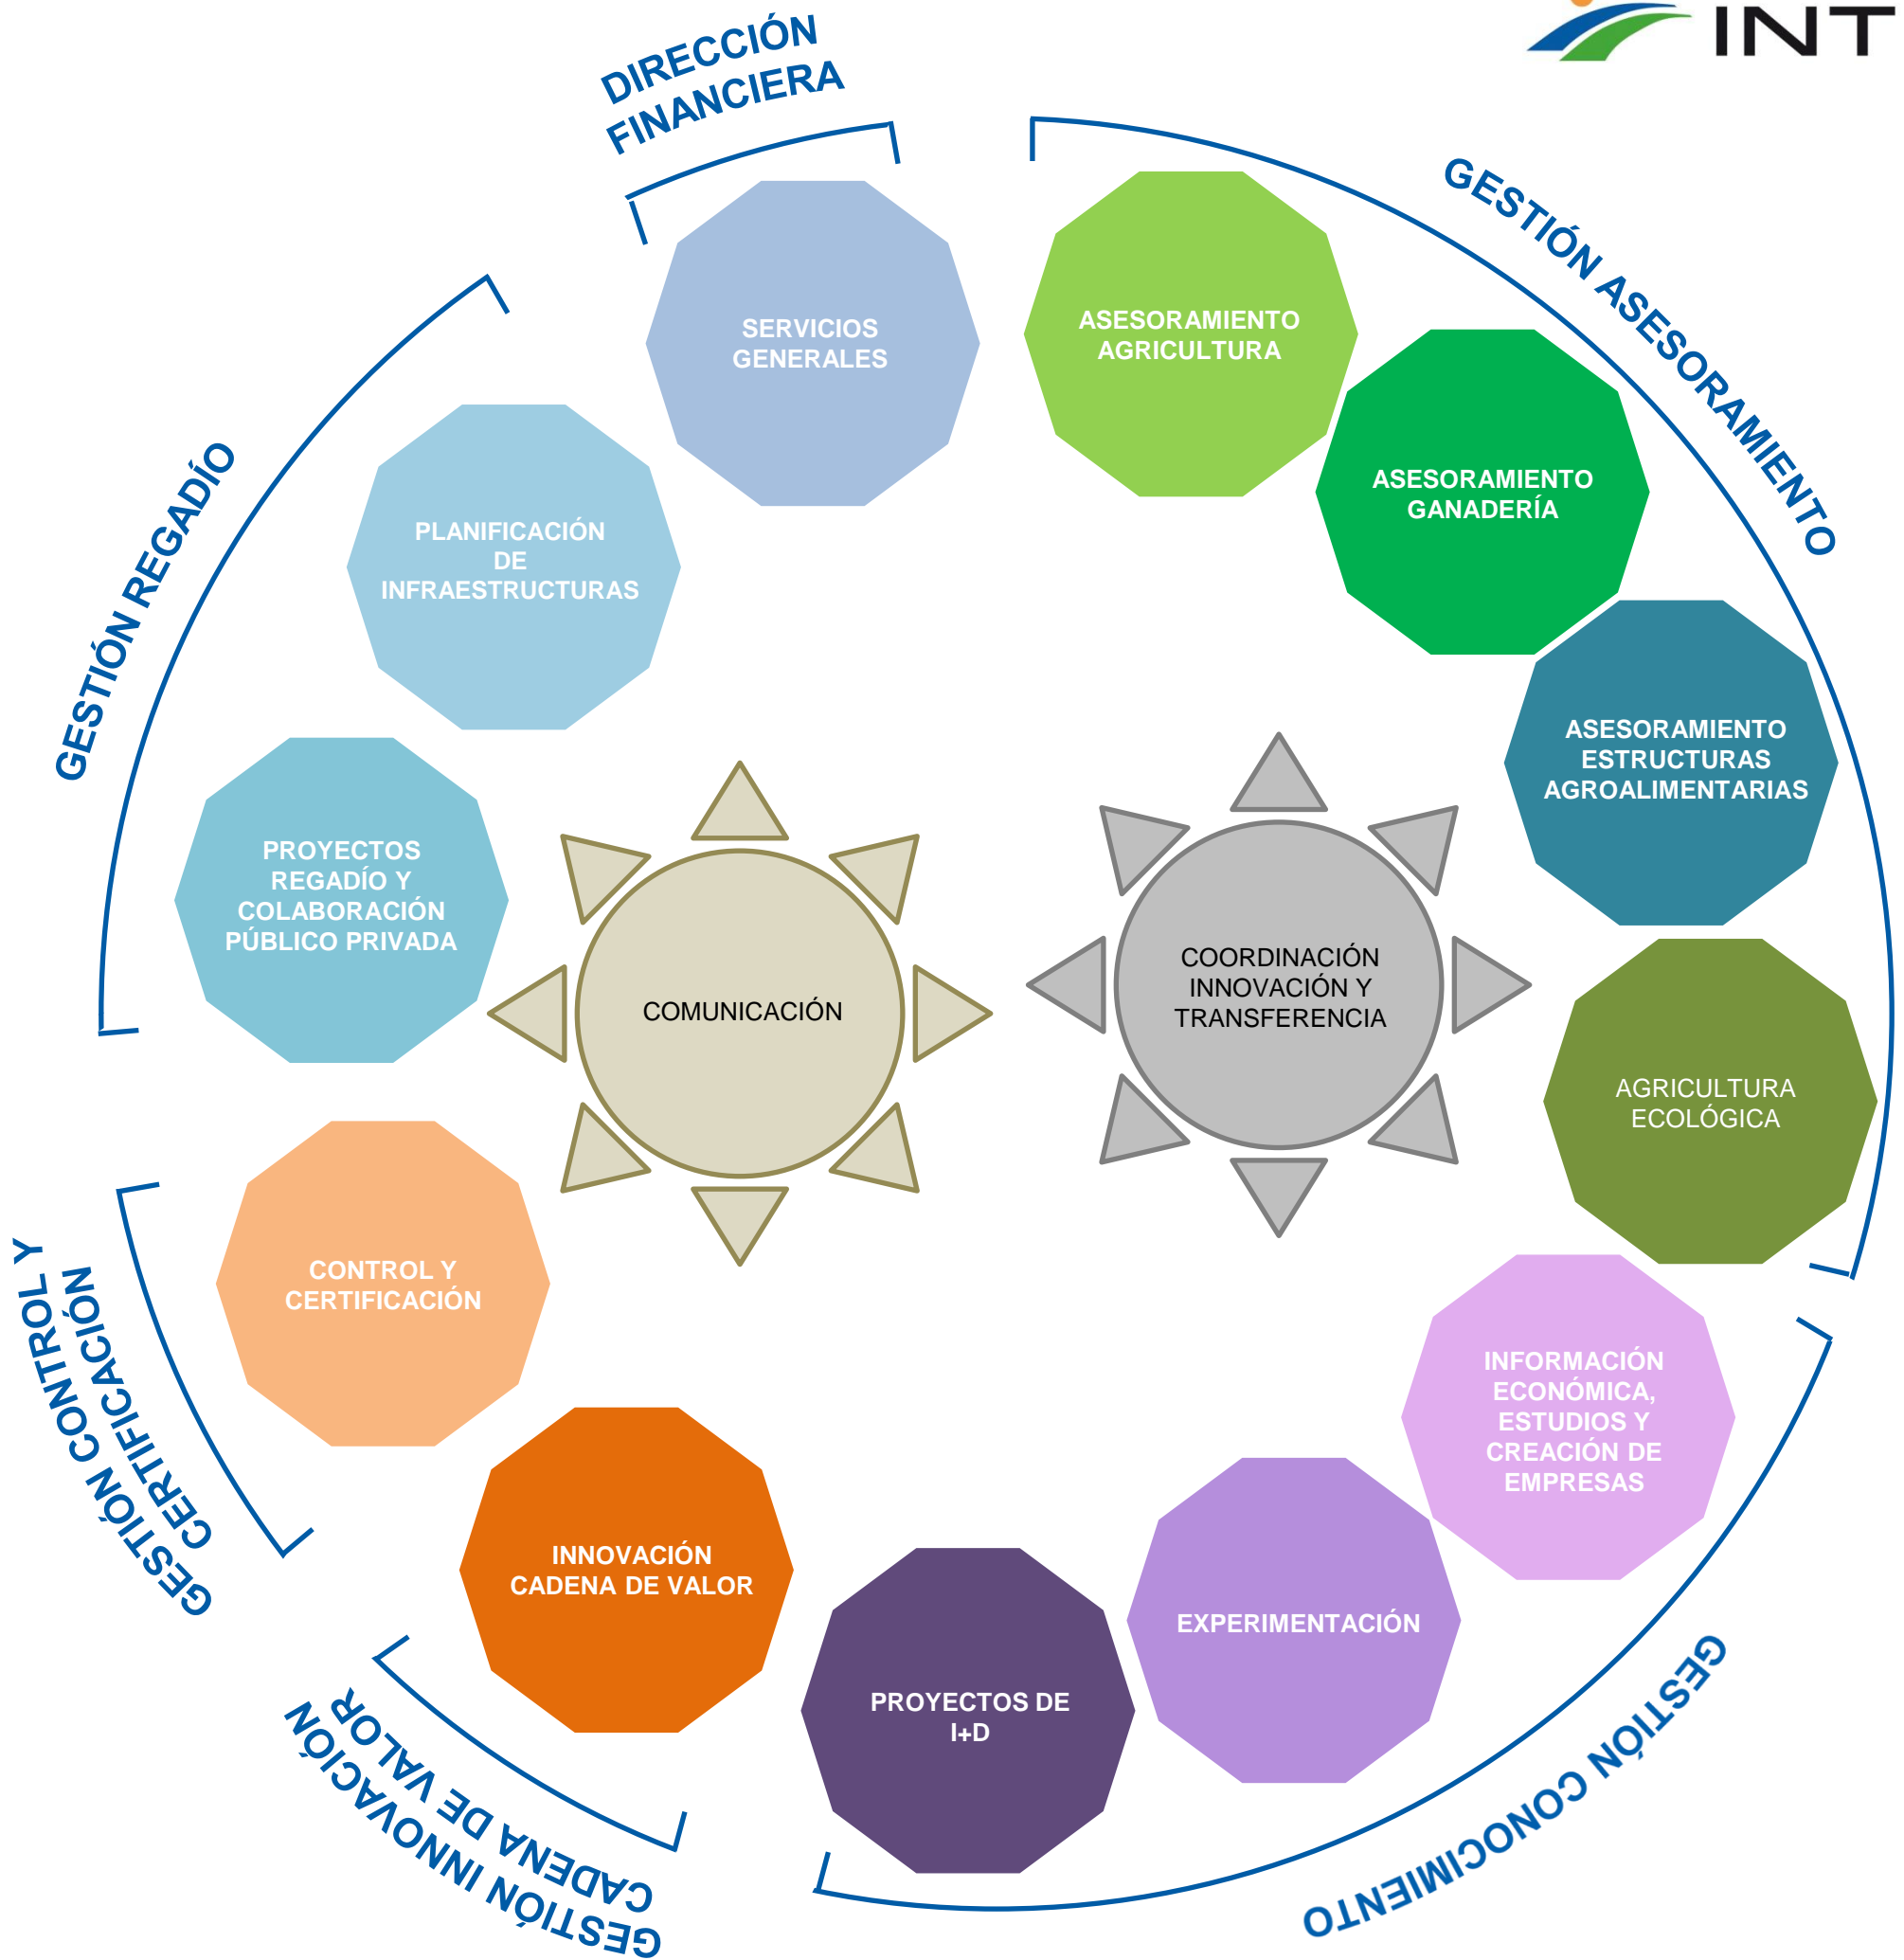 INT
DIRECCIÓN
FINANCIERA
GESTIÓN ASESORAMIENTO
SERVICIOS
GENERALES
ASESORAMIENTO
AGRICULTURA
ASESORAMIENTO
GANADERÍA
ASESORAMIENTO
ESTRUCTURAS
AGROALIMENTARIAS
AGRICULTURA
ECOLÓGICA
GESTIÓN REGADÍO
PLANIFICACIÓN
DE
INFRAESTRUCTURAS
PROYECTOS
REGADÍO Y
COLABORACIÓN
PÚBLICO PRIVADA
COMUNICACIÓN
COORDINACIÓN
INNOVACIÓN Y
TRANSFERENCIA
GESTIÓN CONTROL Y
CERTIFICACIÓN
CONTROL Y
CERTIFICACIÓN
INFORMACIÓN
ECONÓMICA,
ESTUDIOS Y
CREACIÓN DE
EMPRESAS
EXPERIMENTACIÓN
PROYECTOS DE
I+D
GESTIÓN CONOCIMIENTO
INNOVACIÓN
CADENA DE VALOR
GESTIÓN INNOVACIÓN
CADENA DE VALOR